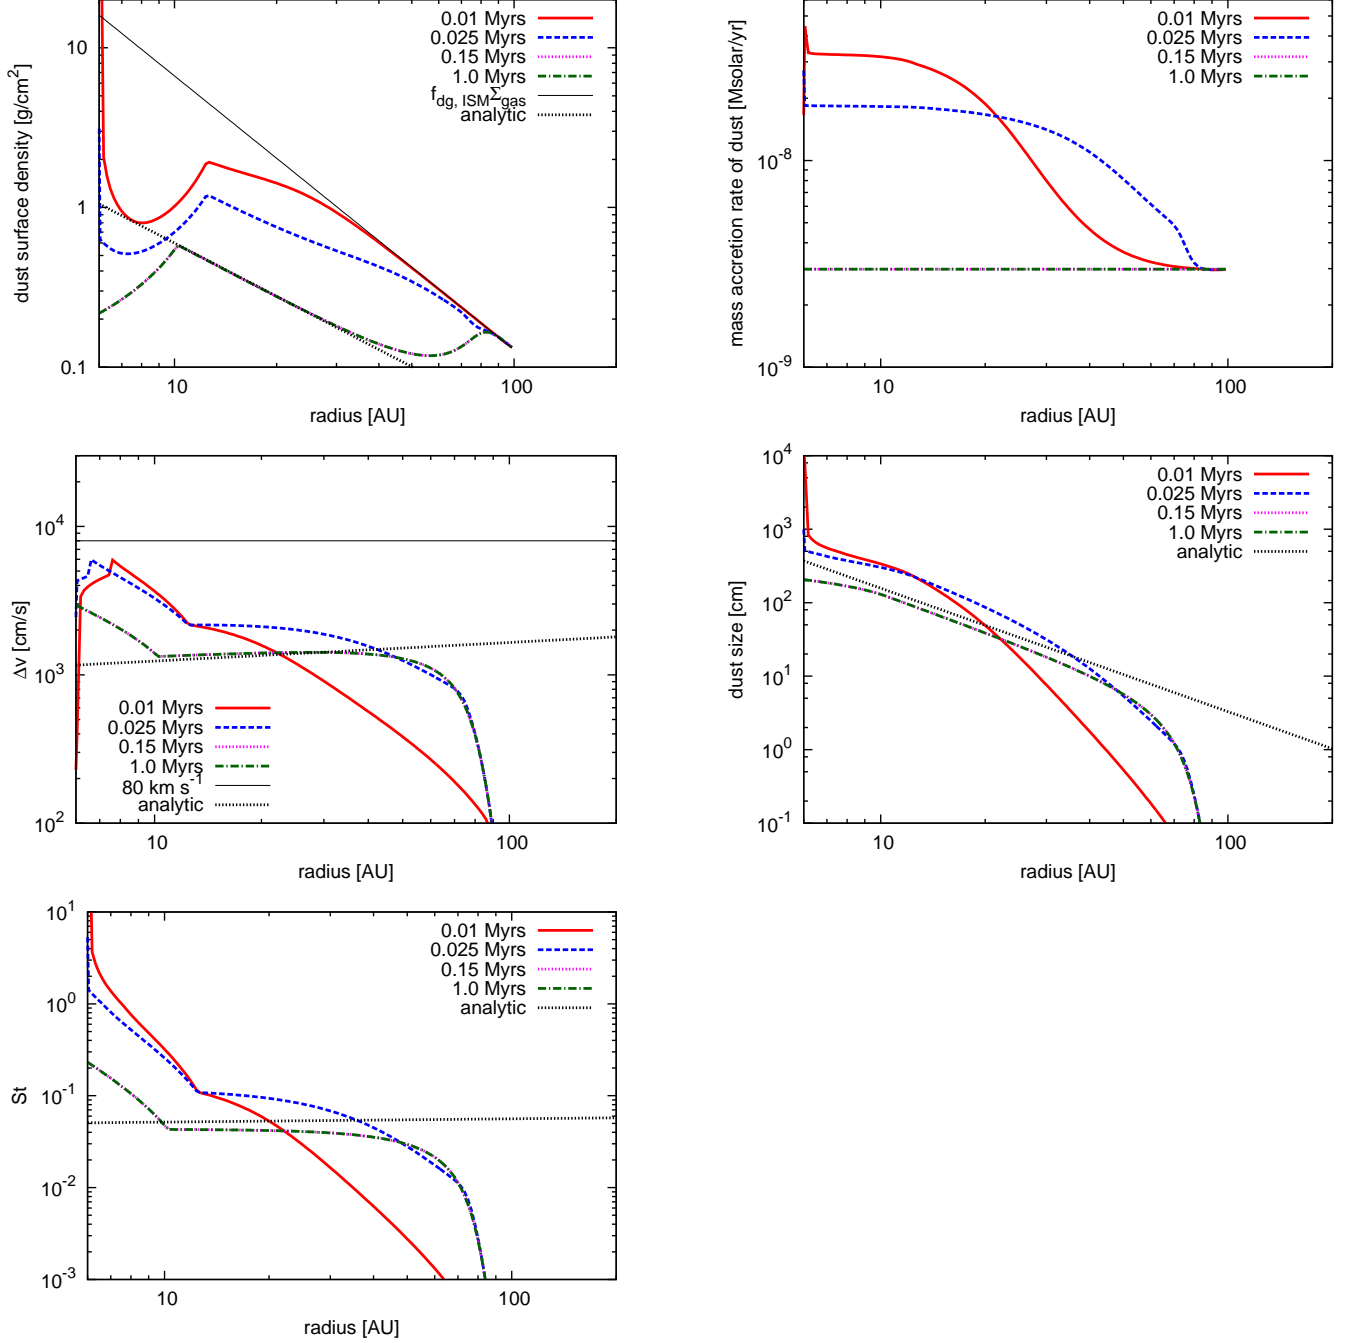 10
1
0.1
10
100
dust surface density [g/cm²]
radius [AU]
0.01 Myrs
0.025 Myrs
0.15 Myrs
1.0 Myrs
f_dg, ISM Σ_gas
analytic
10⁻⁸
10⁻⁹
10
100
mass accretion rate of dust [Msolar/yr]
radius [AU]
0.01 Myrs
0.025 Myrs
0.15 Myrs
1.0 Myrs
10⁴
10³
10²
10
100
Δv [cm/s]
radius [AU]
0.01 Myrs
0.025 Myrs
0.15 Myrs
1.0 Myrs
80 km s⁻¹
analytic
10⁴
10³
10²
10¹
10⁰
10⁻¹
10
100
dust size [cm]
radius [AU]
0.01 Myrs
0.025 Myrs
0.15 Myrs
1.0 Myrs
analytic
10¹
10⁰
10⁻¹
10⁻²
10⁻³
10
100
St
radius [AU]
0.01 Myrs
0.025 Myrs
0.15 Myrs
1.0 Myrs
analytic